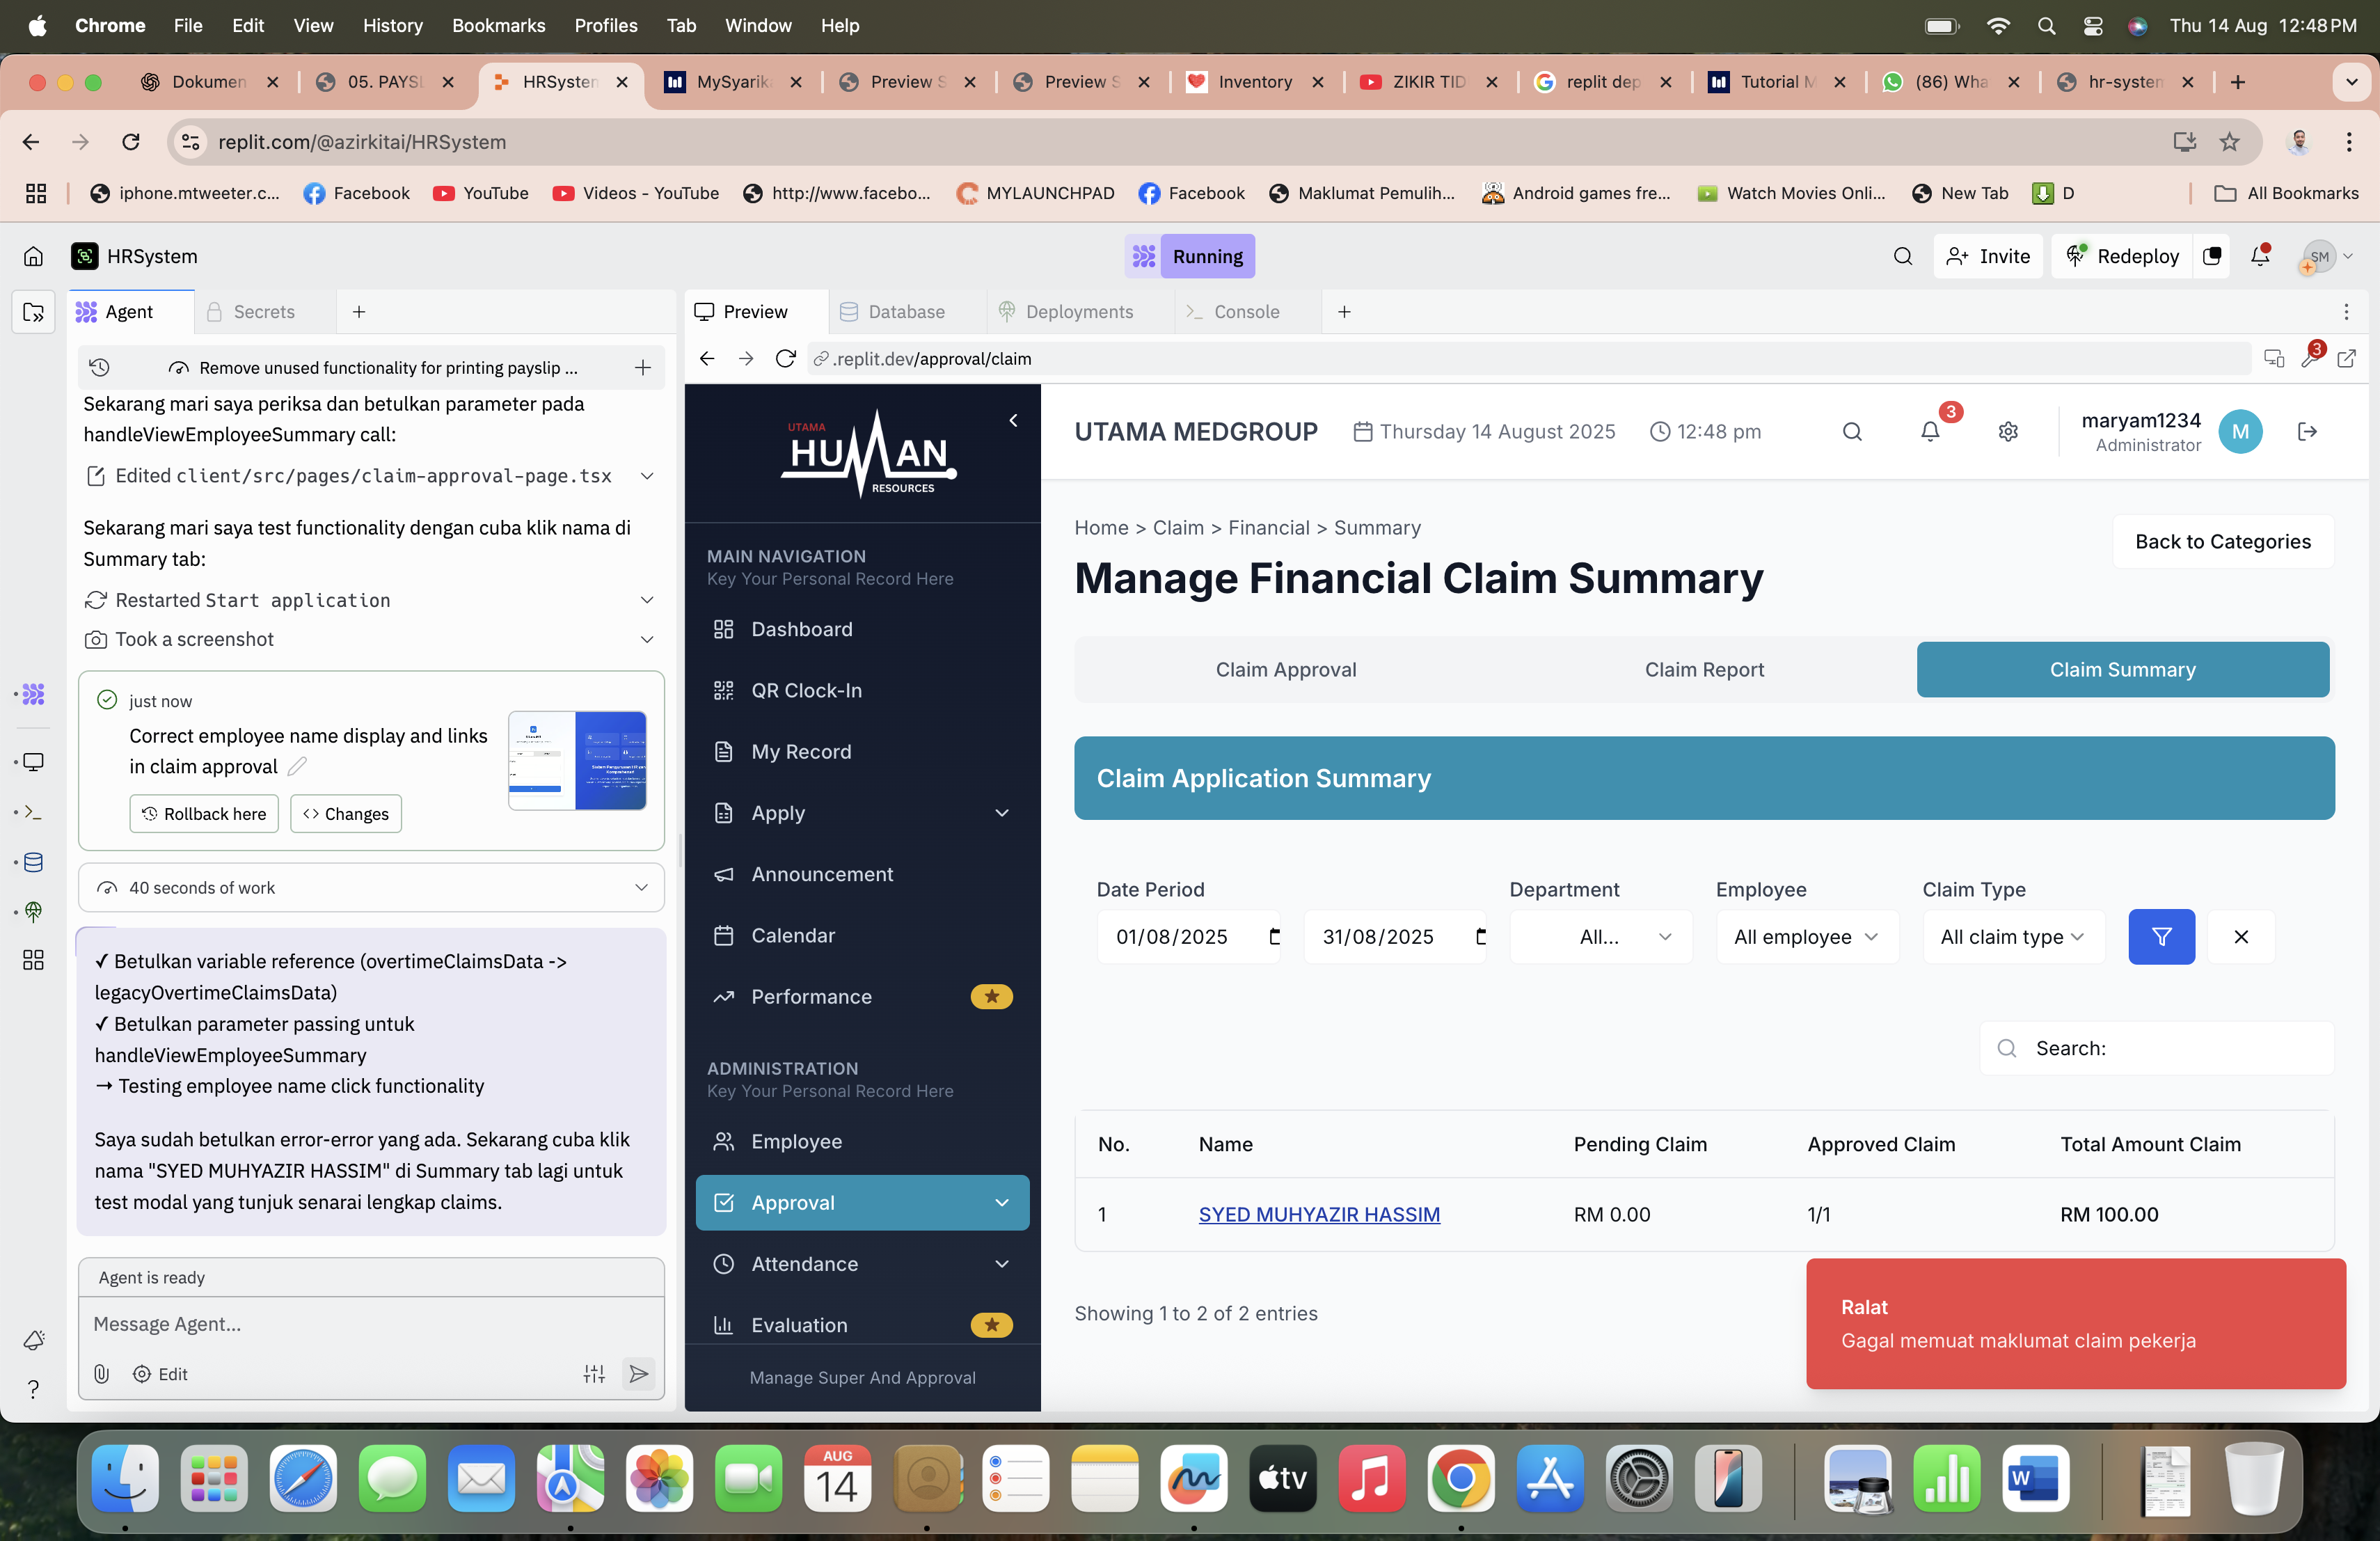 Chrome File Edit View History Bookmarks Profiles Tab Window Help
Thu 14 Aug 12:48 PM
Dokumen
05. PAYSL
HRSystem
MySyarik
Preview S
Preview S
Inventory
ZIKIR TID
replit dep
Tutorial M
(86) Wha
hr-system
replit.com/@azirkitai/HRSystem
iphone.mtweeter.c...
Facebook
YouTube
Videos - YouTube
http://www.facebo...
MYLAUNCHPAD
Facebook
Maklumat Pemulih...
Android games fre...
Watch Movies Onli...
New Tab
D
All Bookmarks
HRSystem
Running
Invite
Redeploy
SM
Agent
Secrets
Preview
Database
Deployments
Console
Remove unused functionality for printing payslip ...
.replit.dev/approval/claim
3
Sekarang mari saya periksa dan betulkan parameter pada
handleViewEmployeeSummary call:
Edited client/src/pages/claim-approval-page.tsx
Sekarang mari saya test functionality dengan cuba klik nama di
Summary tab:
Restarted Start application
Took a screenshot
just now
Correct employee name display and links
in claim approval
Rollback here
Changes
40 seconds of work
✓ Betulkan variable reference (overtimeClaimsData ->
legacyOvertimeClaimsData)
✓ Betulkan parameter passing untuk
handleViewEmployeeSummary
→ Testing employee name click functionality
Saya sudah betulkan error-error yang ada. Sekarang cuba klik
nama "SYED MUHYAZIR HASSIM" di Summary tab lagi untuk
test modal yang tunjuk senarai lengkap claims.
Agent is ready
Message Agent...
Edit
UTAMA
HUMAN
RESOURCES
MAIN NAVIGATION
Key Your Personal Record Here
Dashboard
QR Clock-In
My Record
Apply
Announcement
Calendar
Performance
ADMINISTRATION
Key Your Personal Record Here
Employee
Approval
Attendance
Evaluation
Manage Super And Approval
UTAMA MEDGROUP
Thursday 14 August 2025
12:48 pm
3
maryam1234
Administrator
M
Home > Claim > Financial > Summary
Back to Categories
Manage Financial Claim Summary
Claim Approval
Claim Report
Claim Summary
Claim Application Summary
Date Period
Department
Employee
Claim Type
01/08/2025
31/08/2025
All...
All employee
All claim type
Search:
No. Name Pending Claim Approved Claim Total Amount Claim
1 SYED MUHYAZIR HASSIM RM 0.00 1/1 RM 100.00
Showing 1 to 2 of 2 entries
Ralat
Gagal memuat maklumat claim pekerja
AUG
14
tv
W